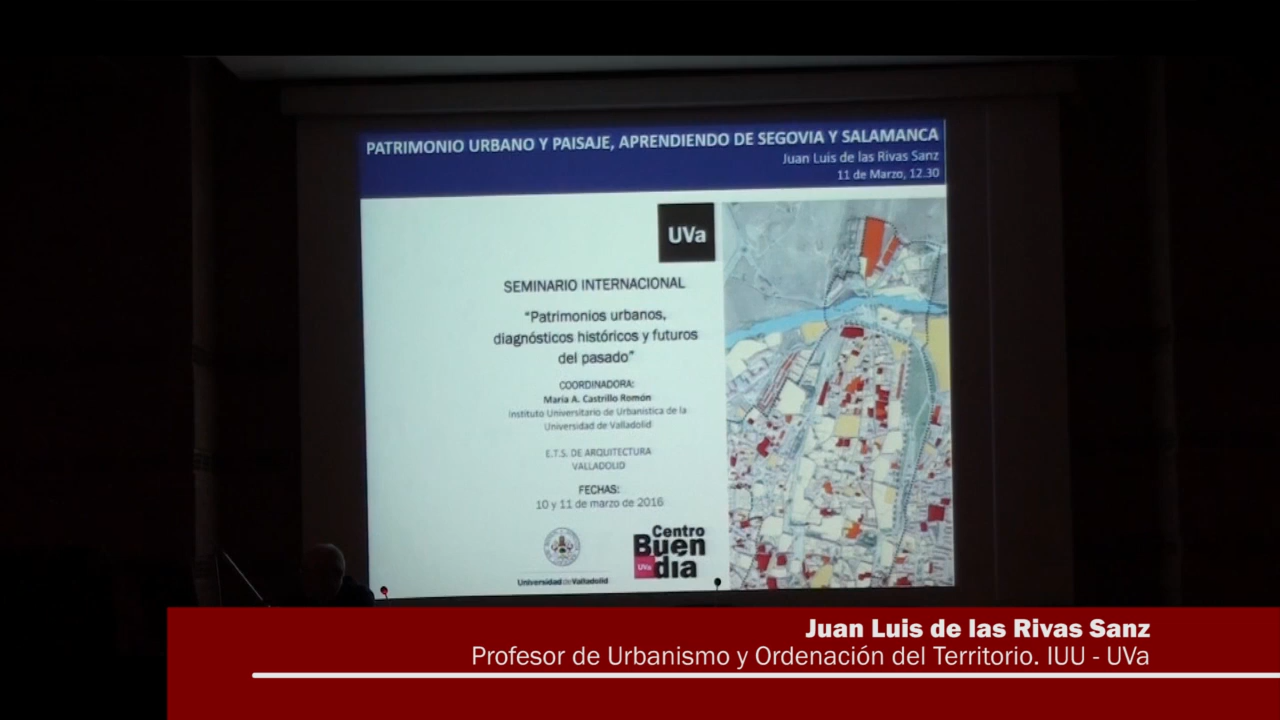 PATRIMONIO URBANO Y PAISAJE, APRENDIENDO DE SEGOVIA Y SALAMANCA
Juan Luis de las Rivas Sanz
11 de Marzo, 12.30
UVa
SEMINARIO INTERNACIONAL
“Patrimonios urbanos,
diagnósticos históricos y futuros
del pasado”
COORDINADORA:
María A. Castrillo Romón
Instituto Universitario de Urbanística de la
Universidad de Valladolid
E.T.S. DE ARQUITECTURA
VALLADOLID
FECHAS:
10 y 11 de marzo de 2016
Universidad de Valladolid
Centro
Buen
UVa día
Juan Luis de las Rivas Sanz
Profesor de Urbanismo y Ordenación del Territorio. IUU - UVa